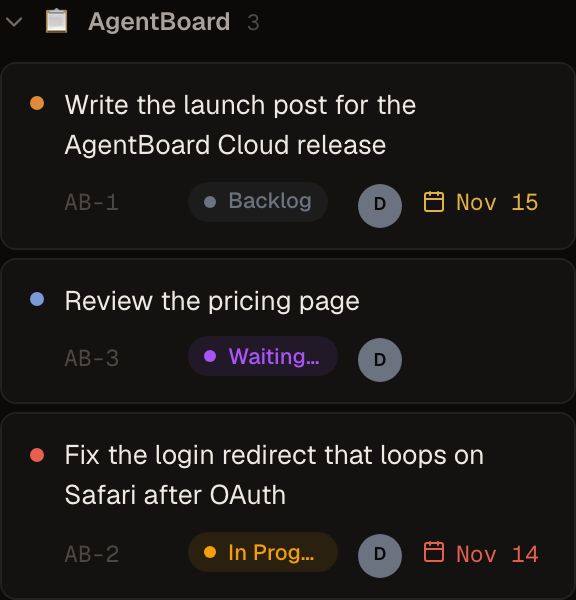 AgentBoard 3
Write the launch post for the
AgentBoard Cloud release
AB-1 Backlog D Nov 15
Review the pricing page
AB-3 Waiting... D
Fix the login redirect that loops on
Safari after OAuth
AB-2 In Prog... D Nov 14